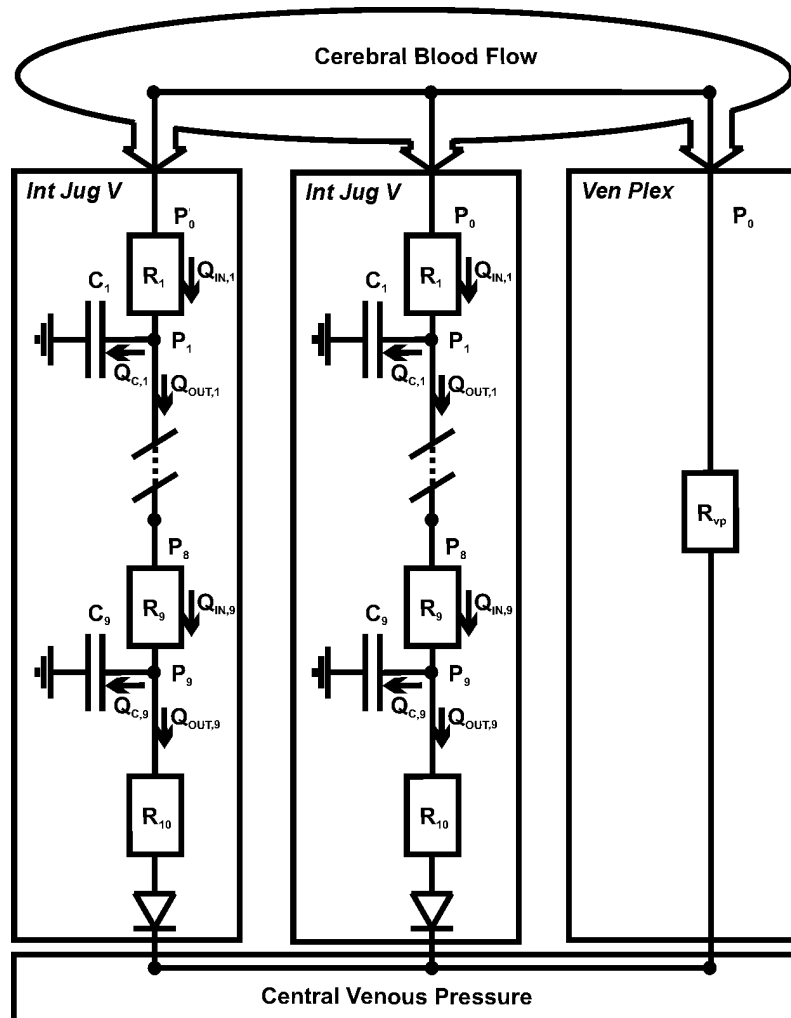 Cerebral Blood Flow
Int Jug V
Int Jug V
Ven Plex
P0
P0
P0
R1
QIN,1
R1
QIN,1
C1
C1
P1
P1
QC,1
QOUT,1
QC,1
QOUT,1
Rvp
P8
P8
R9
QIN,9
R9
QIN,9
C9
C9
P9
P9
QC,9
QOUT,9
QC,9
QOUT,9
R10
R10
Central Venous Pressure